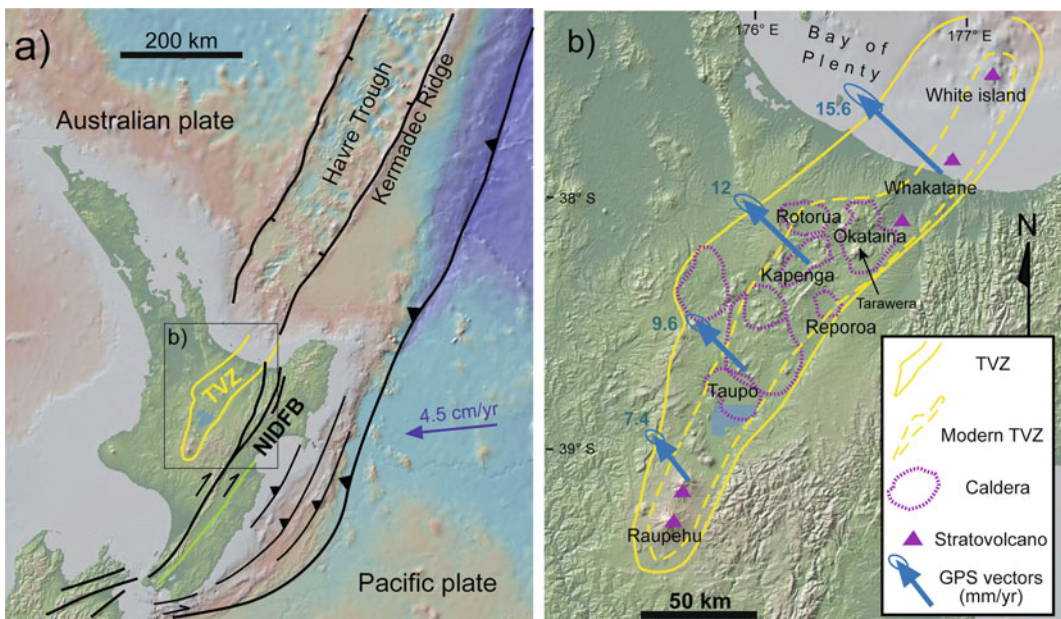 a)
200 km
Australian plate
Havre Trough
Kermadec Ridge
b)
TVZ
NIDFB
4.5 cm/yr
Pacific plate
b)
176° E
177° E
Bay of
Plenty
White island
15.6
Whakatane
38° S
12
Rotorua
Okataina
Kapenga
Tarawera
N
9.6
Reporoa
Taupo
7.4
39° S
Raupehu
50 km
TVZ
Modern TVZ
Caldera
Stratovolcano
GPS vectors
(mm/yr)